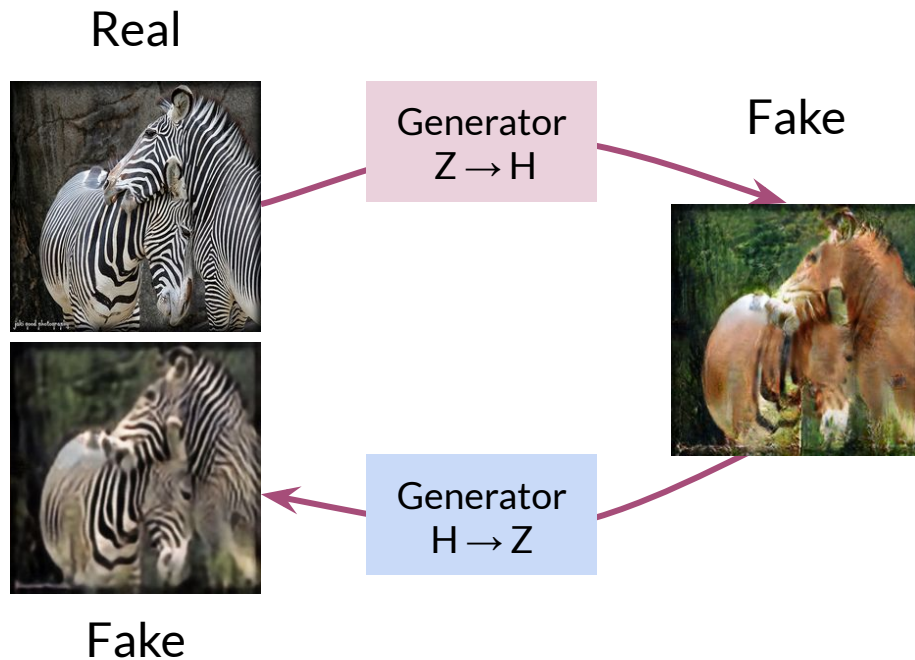 Real
Generator
Z → H
Fake
Generator
H → Z
Fake